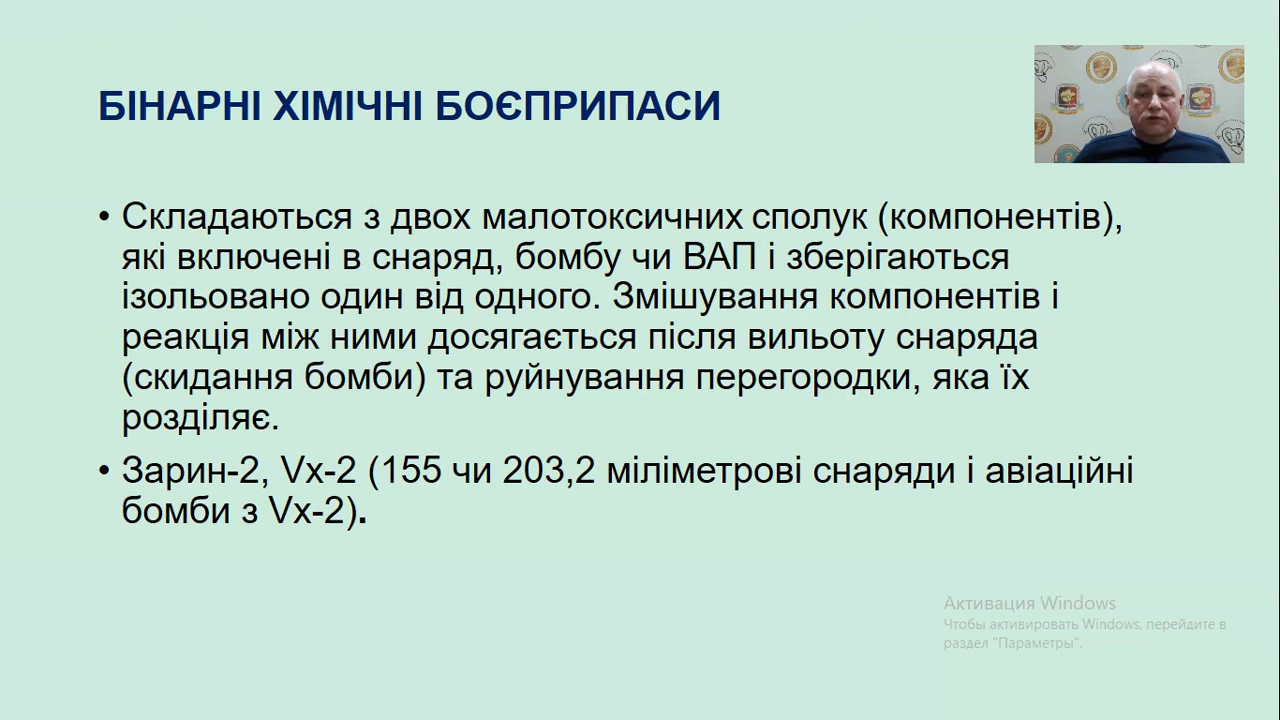 БІНАРНІ ХІМІЧНІ БОЄПРИПАСИ
• Складаються з двох малотоксичних сполук (компонентів),
які включені в снаряд, бомбу чи ВАП і зберігаються
ізольовано один від одного. Змішування компонентів і
реакція між ними досягається після вильоту снаряда
(скидання бомби) та руйнування перегородки, яка їх
розділяє.
• Зарин-2, Vx-2 (155 чи 203,2 міліметрові снаряди і авіаційні
бомби з Vx-2).
Активация Windows
Чтобы активировать Windows, перейдите в
раздел "Параметры".